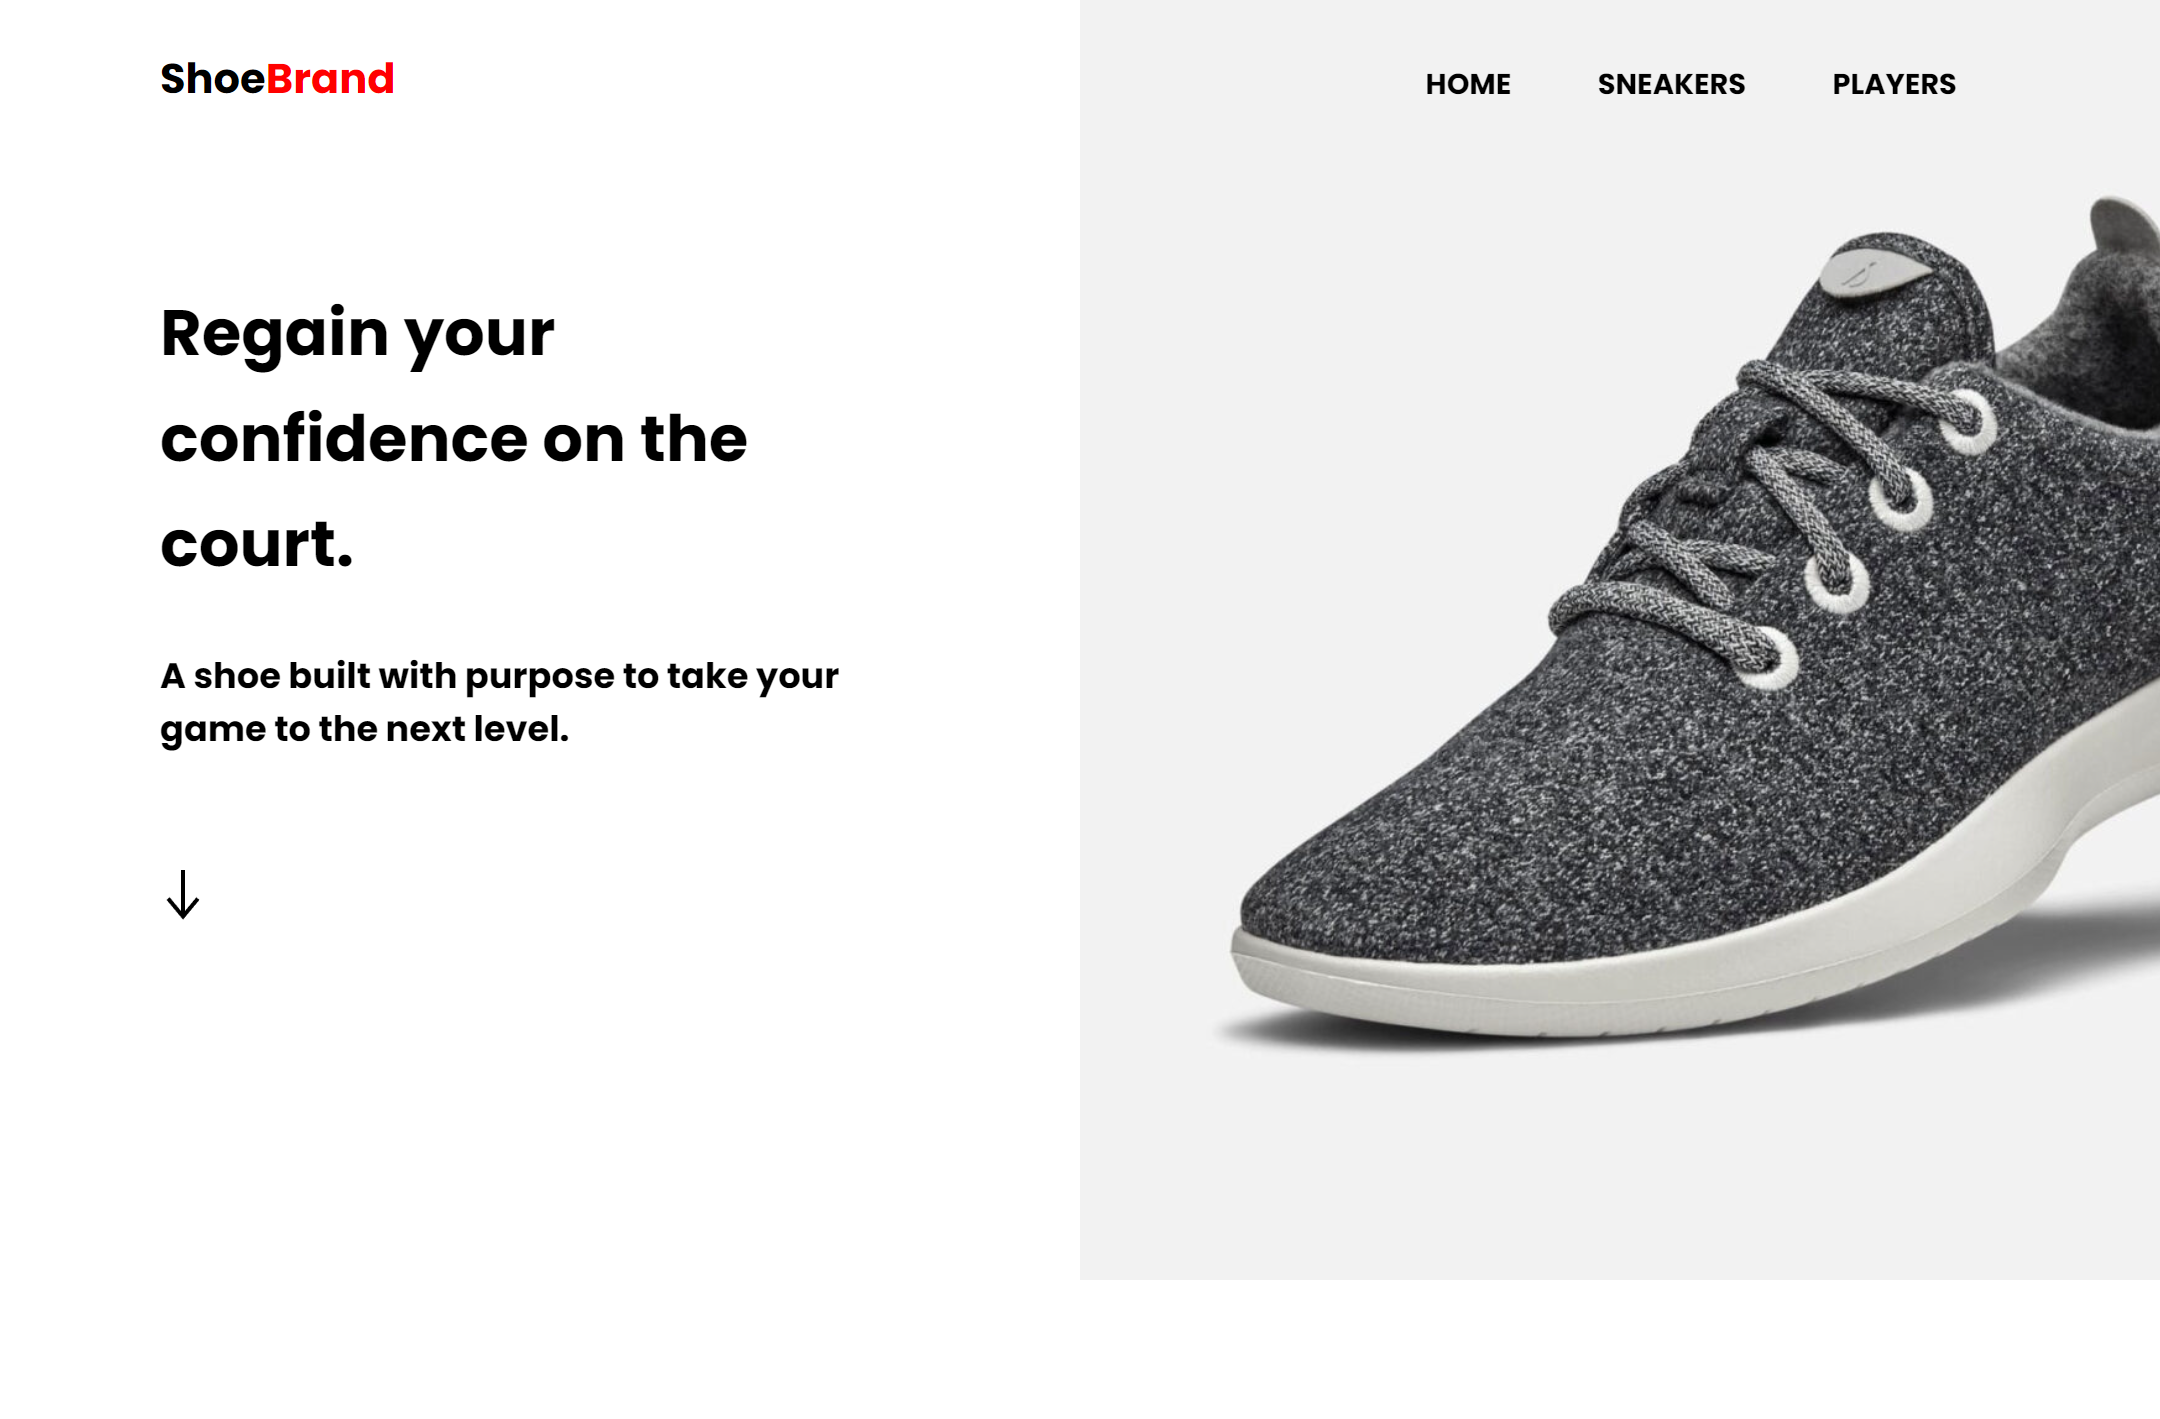 ShoeBrand
HOME SNEAKERS PLAYERS
Regain your
confidence on the
court.
A shoe built with purpose to take your
game to the next level.